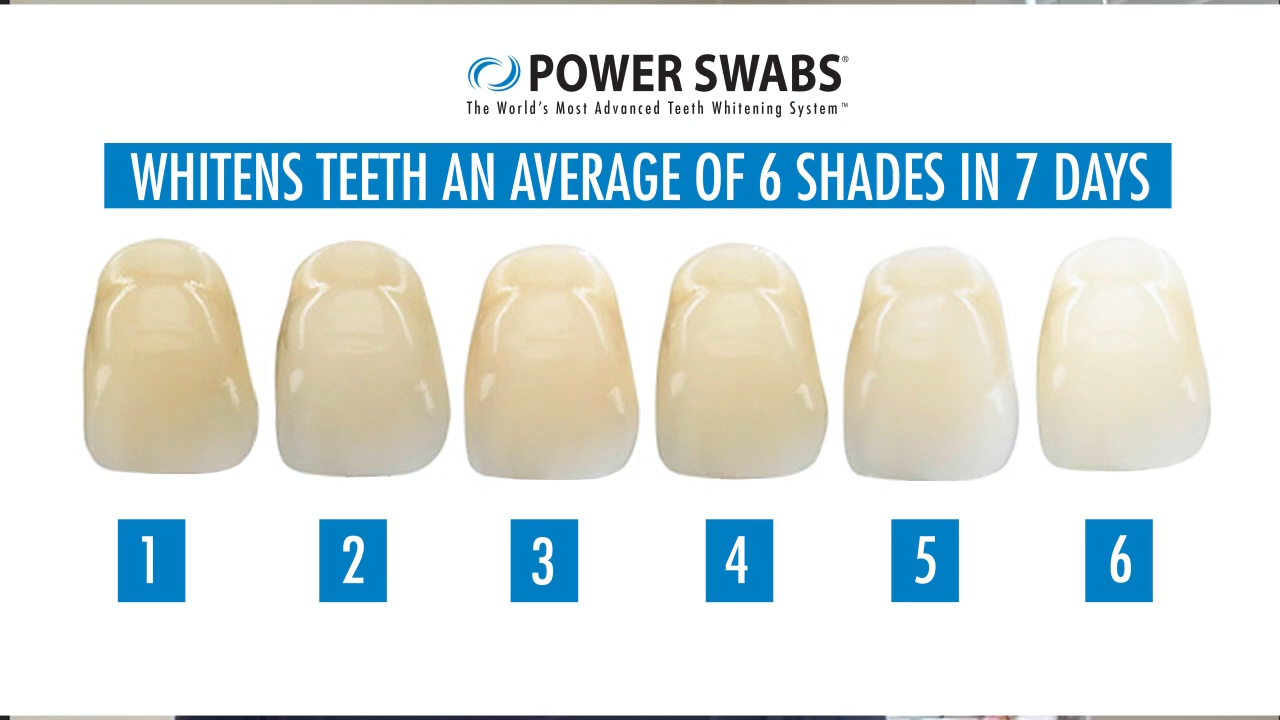 POWER SWABS®
The World's Most Advanced Teeth Whitening System™
WHITENS TEETH AN AVERAGE OF 6 SHADES IN 7 DAYS
1 2 3 4 5 6